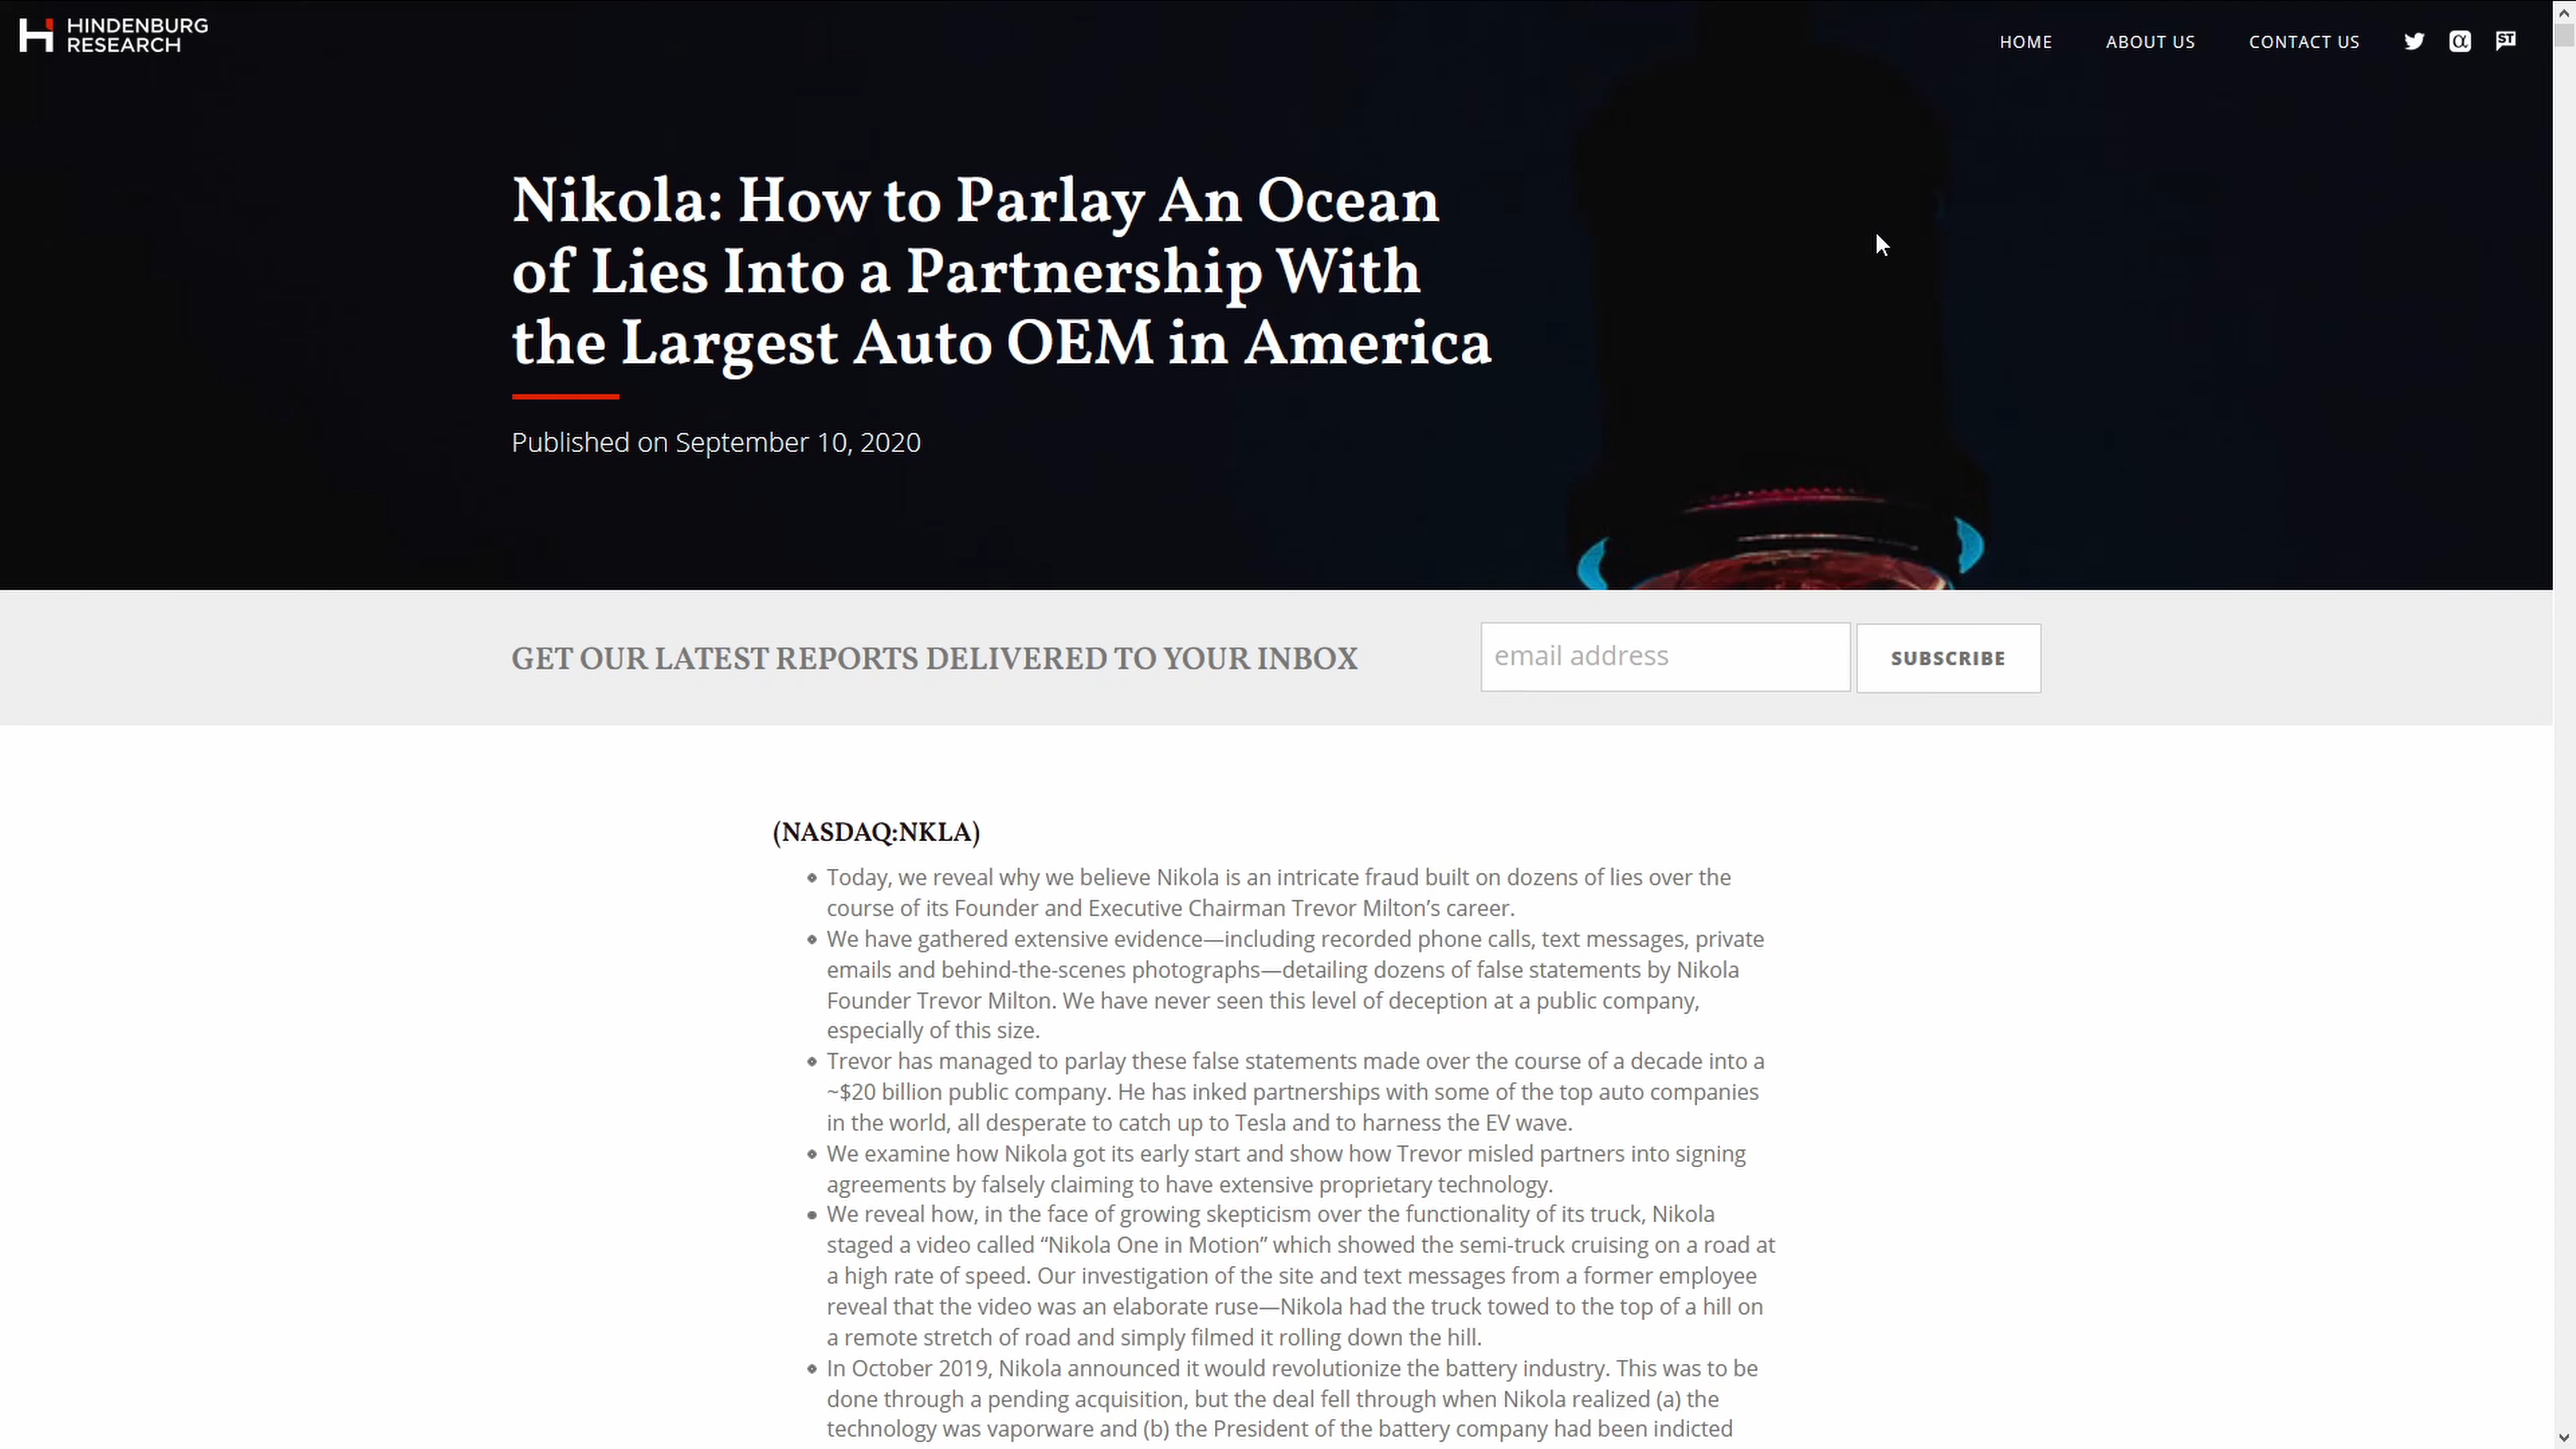 HINDENBURG
RESEARCH
HOME ABOUT US CONTACT US
α ST
Nikola: How to Parlay An Ocean
of Lies Into a Partnership With
the Largest Auto OEM in America
Published on September 10, 2020
GET OUR LATEST REPORTS DELIVERED TO YOUR INBOX
email address
SUBSCRIBE
(NASDAQ:NKLA)
Today, we reveal why we believe Nikola is an intricate fraud built on dozens of lies over the
course of its Founder and Executive Chairman Trevor Milton’s career.
We have gathered extensive evidence—including recorded phone calls, text messages, private
emails and behind-the-scenes photographs—detailing dozens of false statements by Nikola
Founder Trevor Milton. We have never seen this level of deception at a public company,
especially of this size.
Trevor has managed to parlay these false statements made over the course of a decade into a
~$20 billion public company. He has inked partnerships with some of the top auto companies
in the world, all desperate to catch up to Tesla and to harness the EV wave.
We examine how Nikola got its early start and show how Trevor misled partners into signing
agreements by falsely claiming to have extensive proprietary technology.
We reveal how, in the face of growing skepticism over the functionality of its truck, Nikola
staged a video called “Nikola One in Motion” which showed the semi-truck cruising on a road at
a high rate of speed. Our investigation of the site and text messages from a former employee
reveal that the video was an elaborate ruse—Nikola had the truck towed to the top of a hill on
a remote stretch of road and simply filmed it rolling down the hill.
In October 2019, Nikola announced it would revolutionize the battery industry. This was to be
done through a pending acquisition, but the deal fell through when Nikola realized (a) the
technology was vaporware and (b) the President of the battery company had been indicted